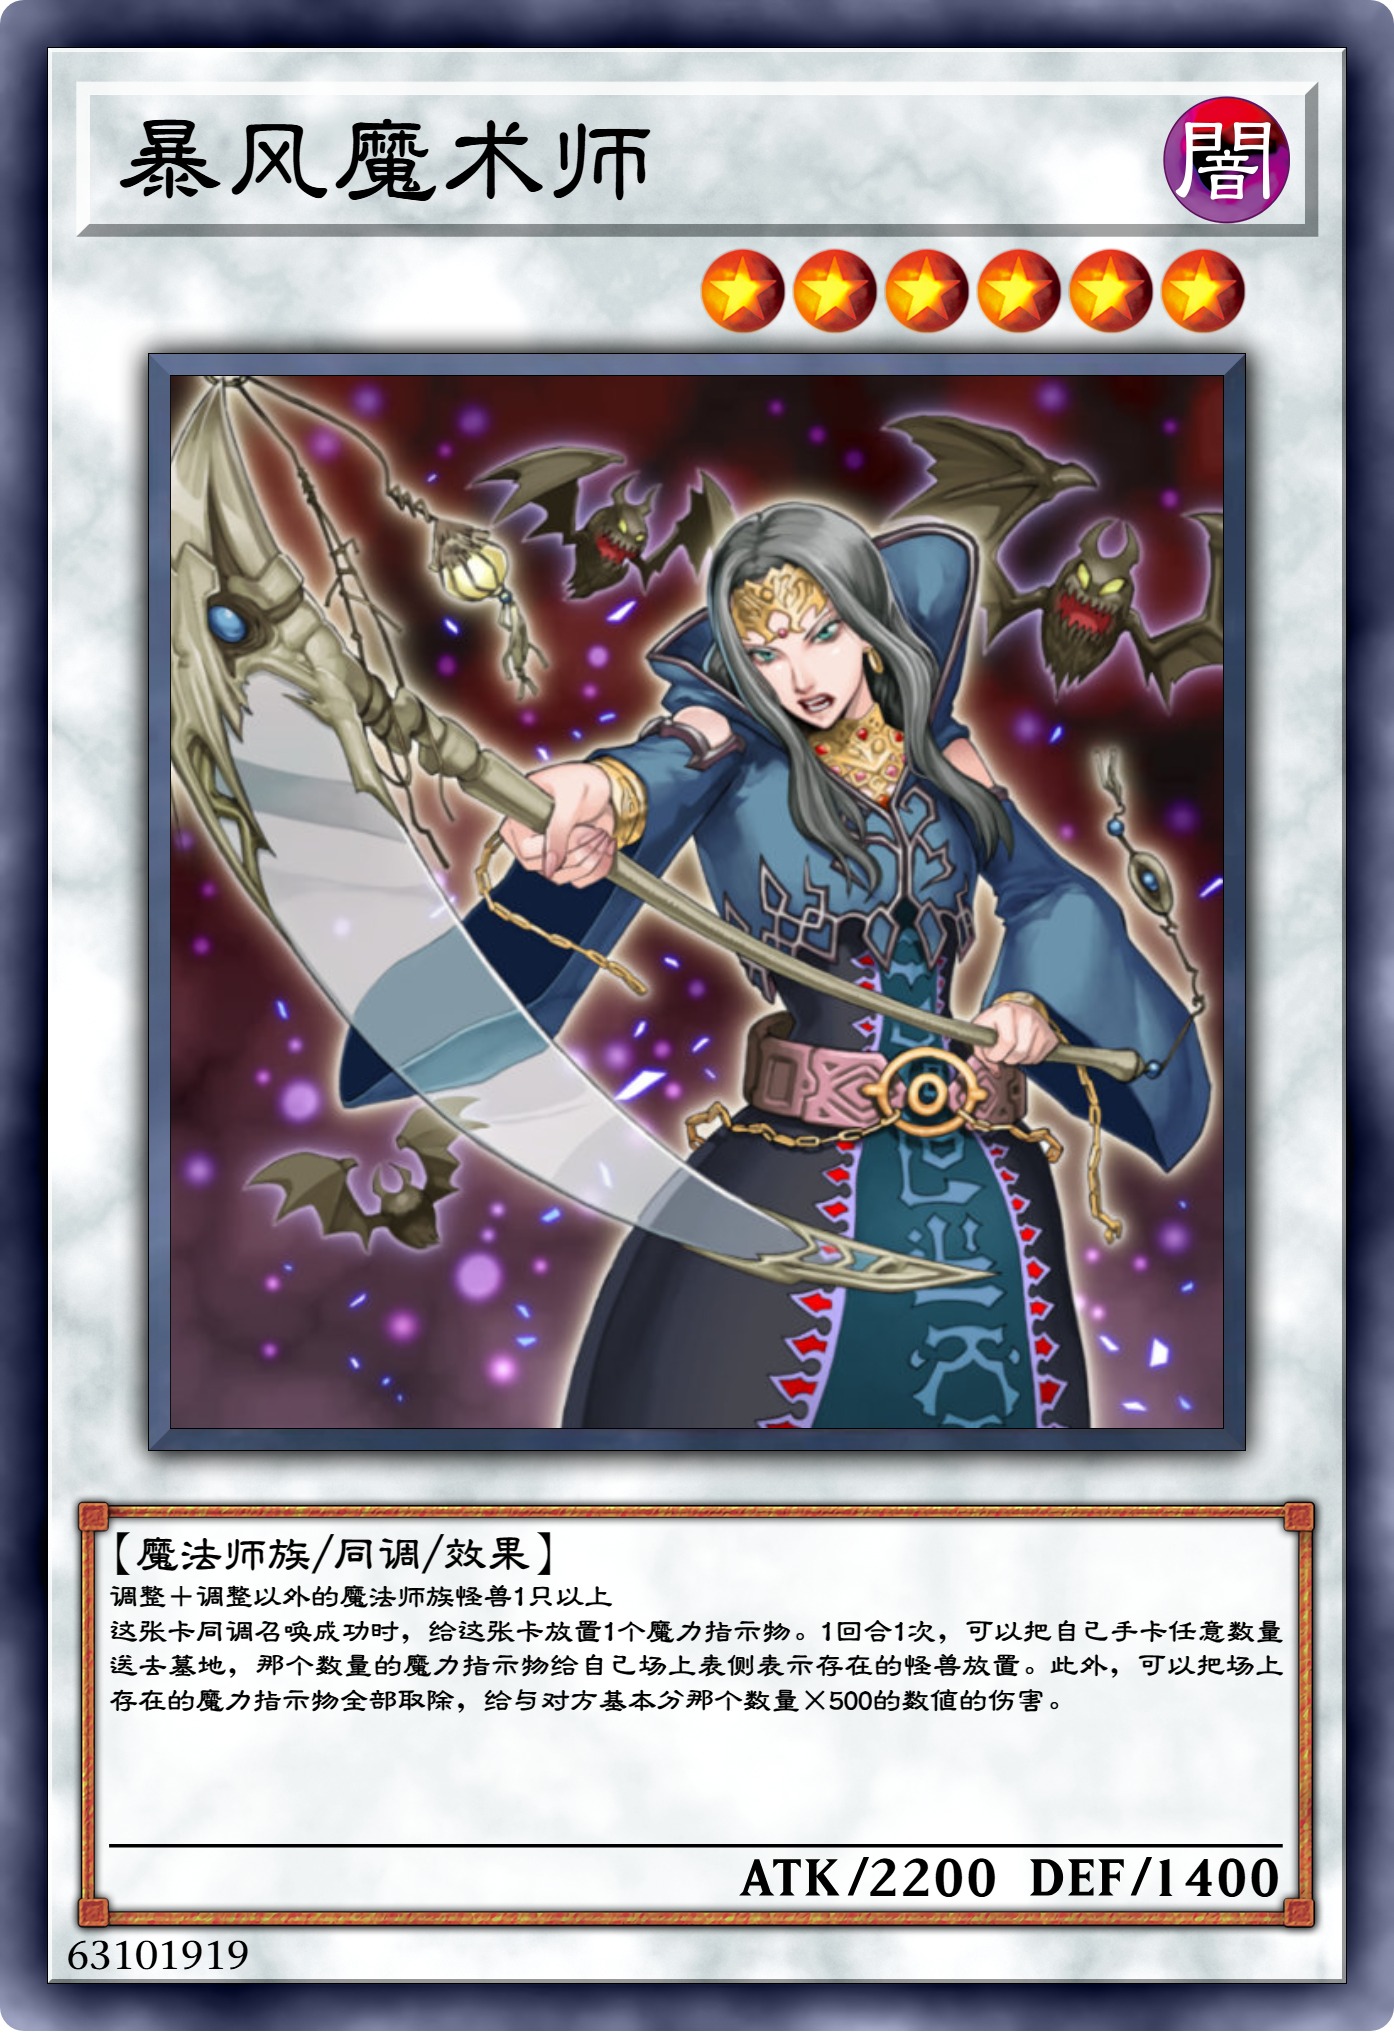 暴风魔术师
闇
【魔法师族/同调/效果】
调整＋调整以外的魔法师族怪兽1只以上
这张卡同调召唤成功时，给这张卡放置1个魔力指示物。1回合1次，可以把自己手卡任意数量
送去墓地，那个数量的魔力指示物给自己场上表侧表示存在的怪兽放置。此外，可以把场上
存在的魔力指示物全部取除，给与对方基本分那个数量×500的数值的伤害。
ATK/2200 DEF/1400
63101919